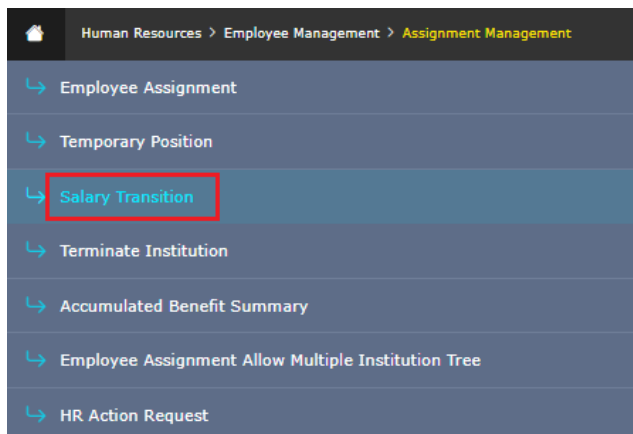 Human Resources > Employee Management > Assignment Management
Employee Assignment
Temporary Position
Salary Transition
Terminate Institution
Accumulated Benefit Summary
Employee Assignment Allow Multiple Institution Tree
HR Action Request